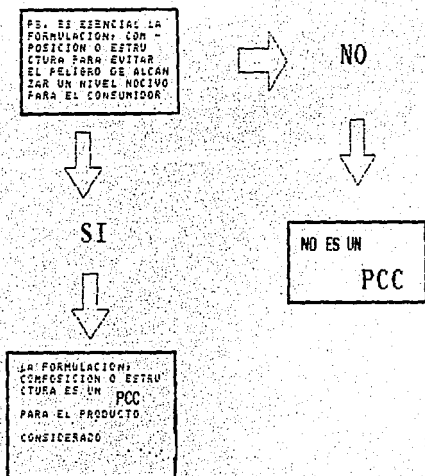 P3. ES ESENCIAL LA
FORMULACION, COM -
POSICION O ESTRU
CTURA PARA EVITAR
EL PELIGRO DE ALCAN
ZAR UN NIVEL NOCIVO
PARA EL CONSUMIDOR
NO
SI
NO ES UN
PCC
LA FORMULACION,
COMPOSICION O ESTRU
CTURA ES UN PCC
PARA EL PRODUCTO
CONSIDERADO